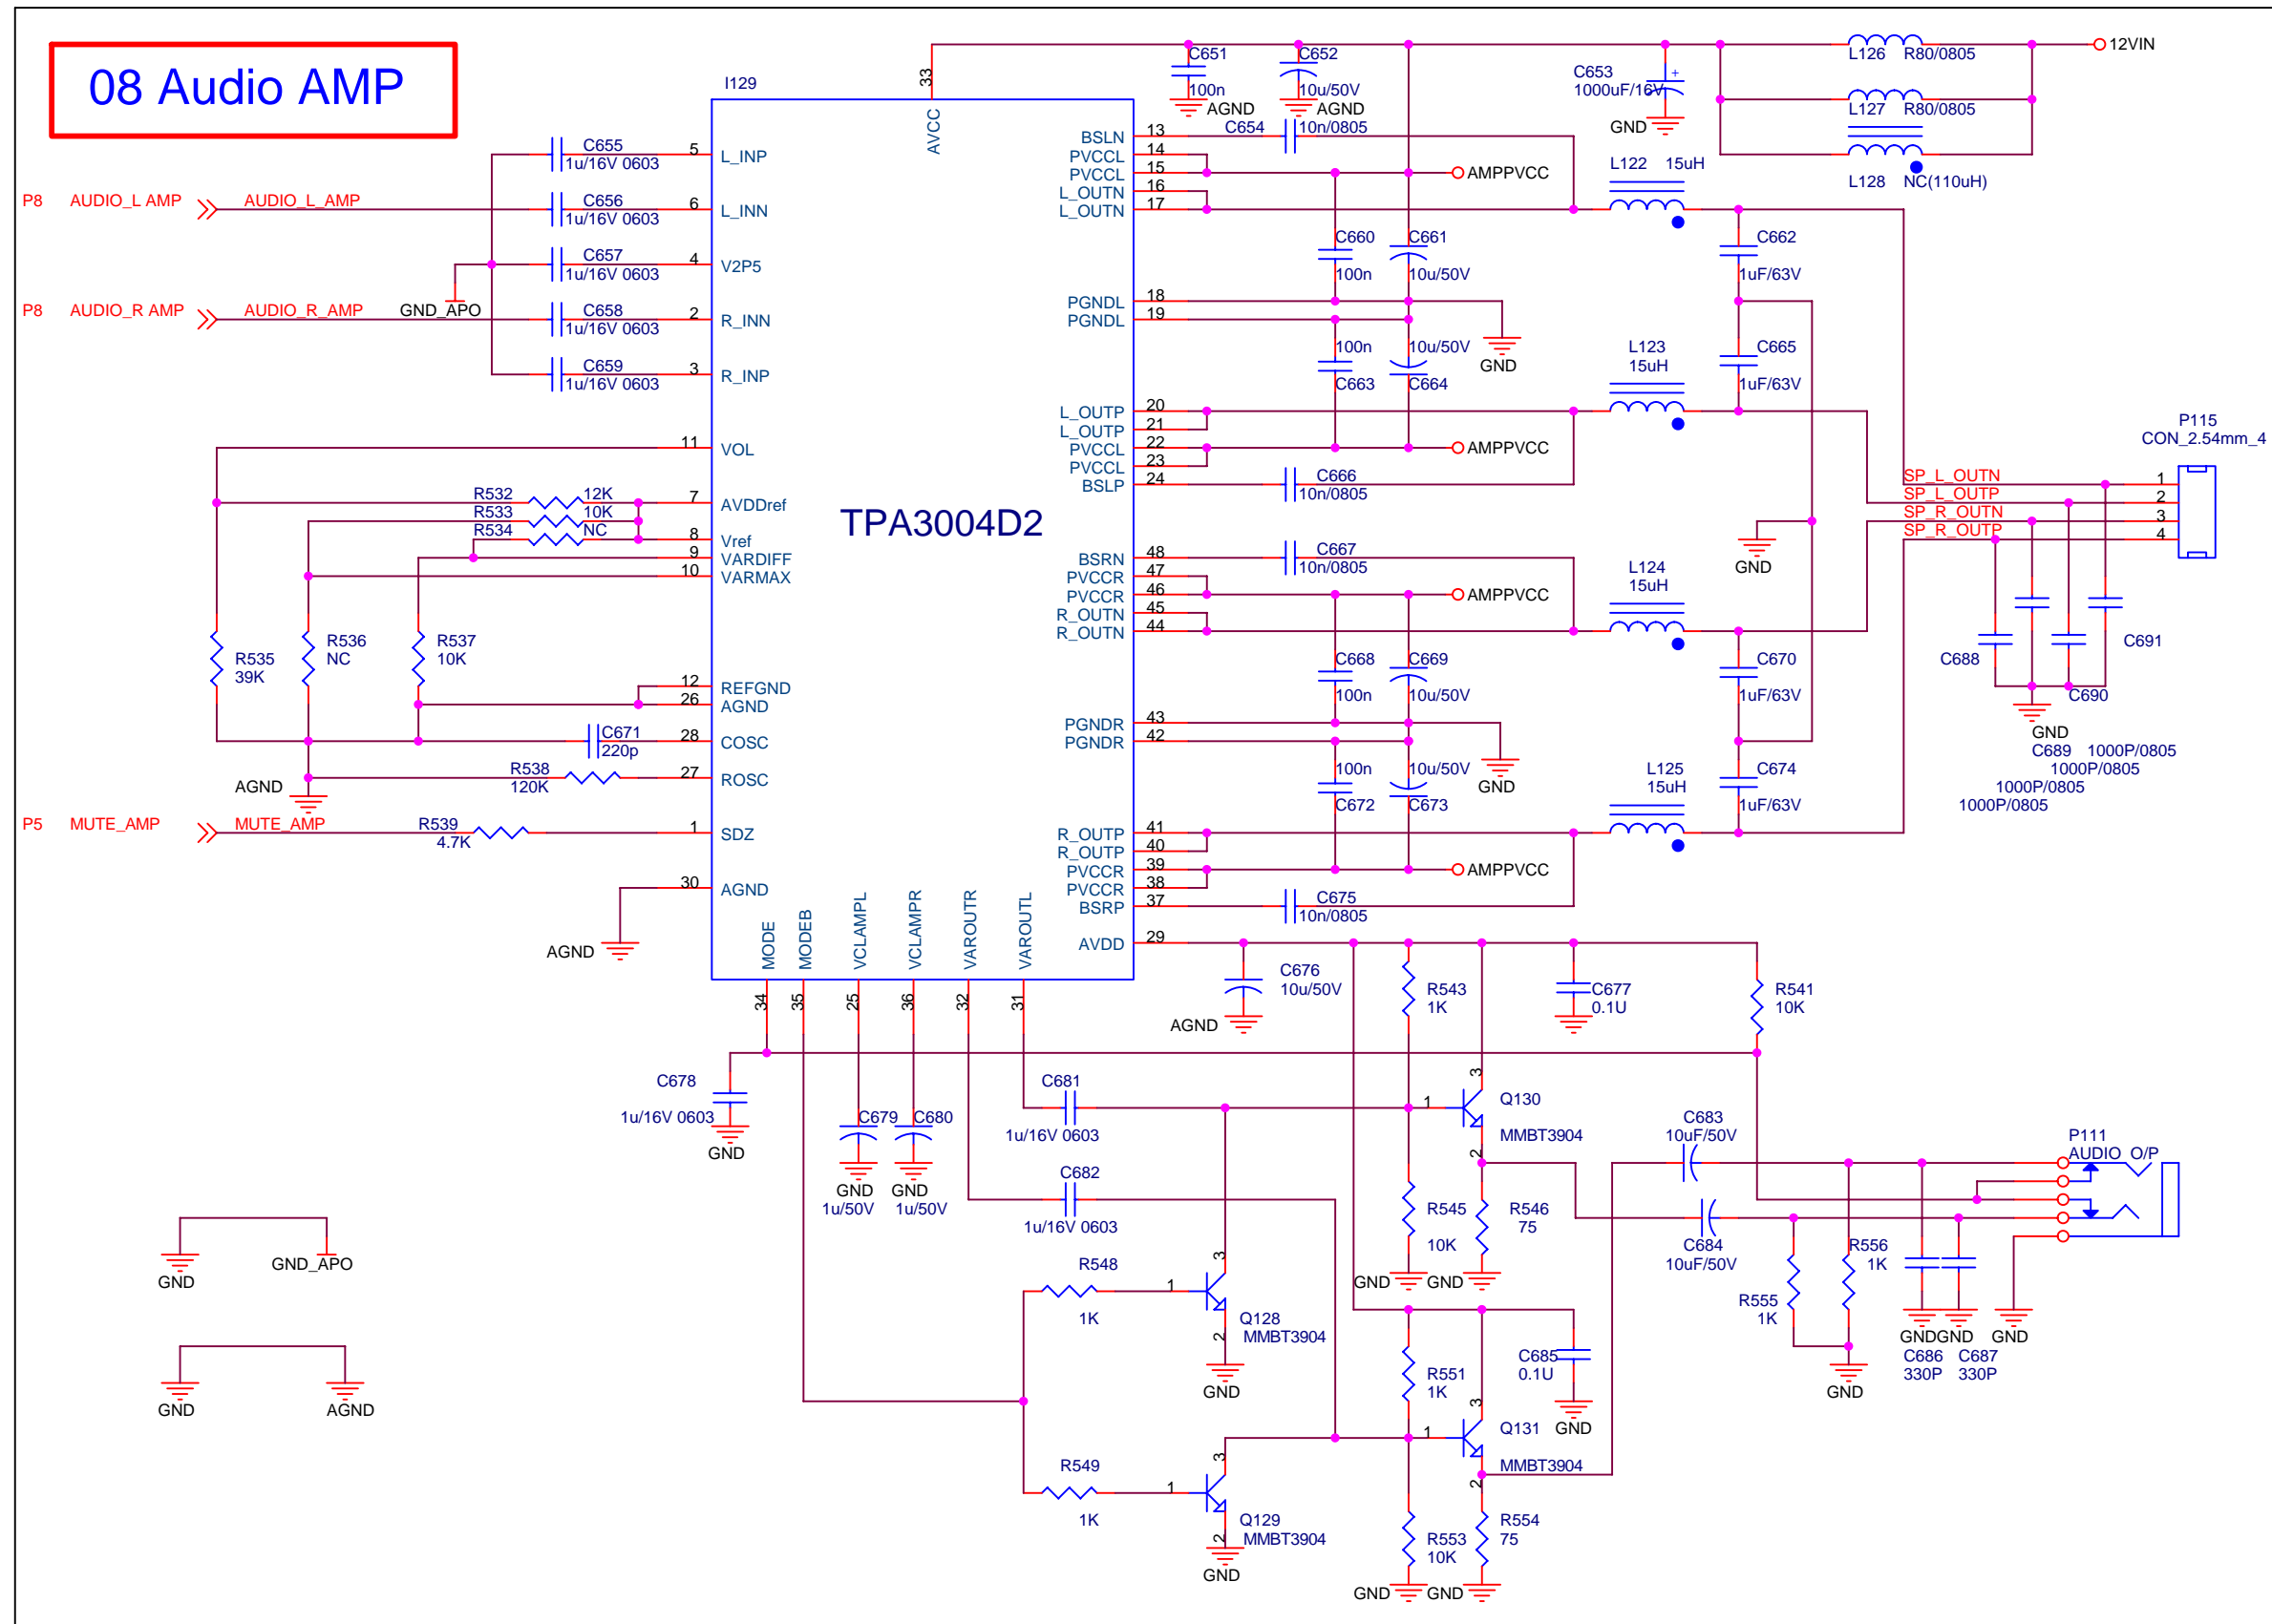 08 Audio AMP
I129
33
AVCC
C651
100n
AGND
C652
10u/50V
AGND
C653
1000uF/16V
+
GND
L126 R80/0805
12VIN
L127 R80/0805
L128 NC(110uH)
C654 10n/0805
L122 15uH
C655
1u/16V 0603
5 L_INP
P8 AUDIO_L AMP AUDIO_L_AMP
C656
1u/16V 0603
6 L_INN
C657
1u/16V 0603
4 V2P5
GND_APO
P8 AUDIO_R AMP AUDIO_R_AMP
C658
1u/16V 0603
2 R_INN
C659
1u/16V 0603
3 R_INP
11 VOL
R532 12K
7 AVDDref
R533 10K
R534 NC
8 Vref
9 VARDIFF
10 VARMAX
R535
39K
R536
NC
R537
10K
12 REFGND
26 AGND
C671
220p
28 COSC
R538
120K
27 ROSC
AGND
P5 MUTE_AMP MUTE_AMP
R539
4.7K
1 SDZ
30 AGND
AGND
TPA3004D2
BSLN 13
PVCCL 14
PVCCL 15
L_OUTN 16
L_OUTN 17
AMPPVCC
C660
100n
C661
10u/50V
C662
1uF/63V
PGNDL 18
PGNDL 19
GND
100n
C663
10u/50V
C664
L123
15uH
C665
1uF/63V
L_OUTP 20
L_OUTP 21
PVCCL 22
PVCCL 23
BSLP 24
AMPPVCC
C666
10n/0805
P115
CON_2.54mm_4
SP_L_OUTN 1
SP_L_OUTP 2
SP_R_OUTN 3
SP_R_OUTP 4
GND
BSRN 48
PVCCR 47
PVCCR 46
R_OUTN 45
R_OUTN 44
C667
10n/0805
AMPPVCC
L124
15uH
C668
100n
C669
10u/50V
C670
1uF/63V
C688
C691
C690
GND
C689 1000P/0805
1000P/0805
1000P/0805
1000P/0805
PGNDR 43
PGNDR 42
GND
100n
C672
10u/50V
C673
L125
15uH
C674
1uF/63V
R_OUTP 41
R_OUTP 40
PVCCR 39
PVCCR 38
BSRP 37
AMPPVCC
C675
10n/0805
AVDD 29
MODE
MODEB
VCLAMPL
VCLAMPR
VAROUTR
VAROUTL
34
35
25
36
32
31
C676
10u/50V
AGND
R543
1K
C677
0.1U
R541
10K
C678
1u/16V 0603
GND
C679
GND
1u/50V
C680
GND
1u/50V
C681
1u/16V 0603
C682
1u/16V 0603
1
3
2
Q130
MMBT3904
R545
10K
GND
R546
75
GND
C683
10uF/50V
C684
10uF/50V
P111
AUDIO O/P
R555
1K
R556
1K
GND
GND GND
C686
330P
C687
330P
GND
R548
1K
1
3
2
Q128
MMBT3904
GND
R551
1K
C685
0.1U
GND
1
3
2
Q131
MMBT3904
R549
1K
1
3
2
Q129
MMBT3904
GND
R553
10K
GND
R554
75
GND
GND
GND_APO
GND
AGND